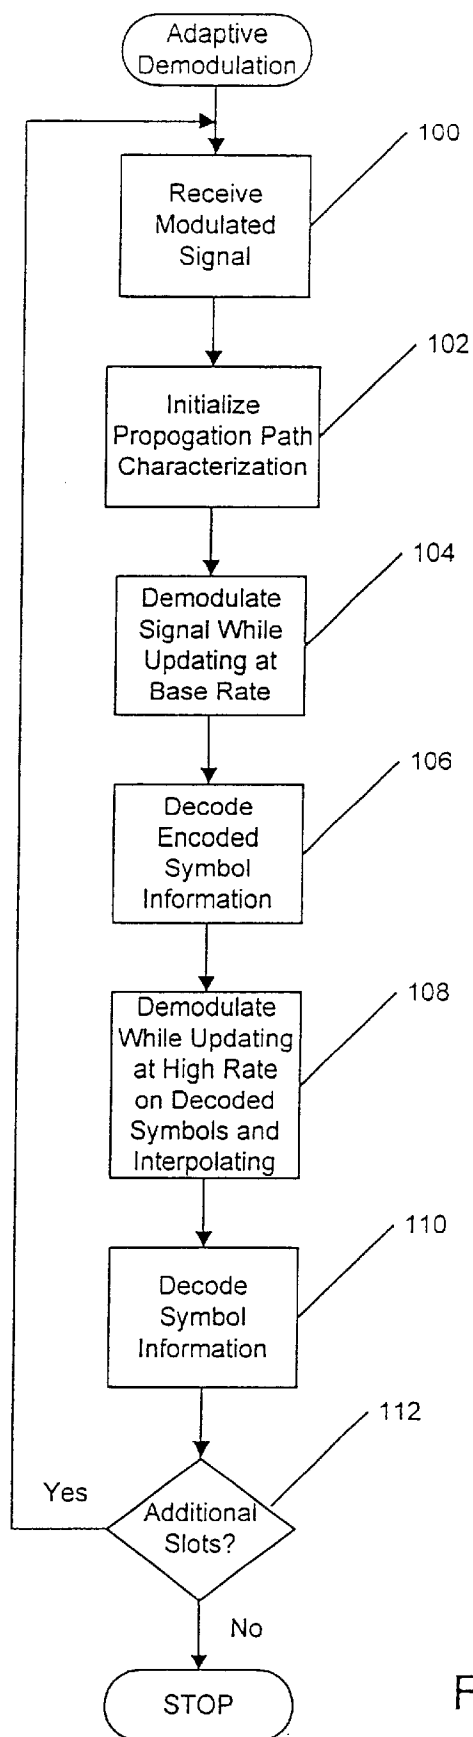 Adaptive
Demodulation
100
Receive
Modulated
Signal
102
Initialize
Propogation Path
Characterization
104
Demodulate
Signal While
Updating at
Base Rate
106
Decode
Encoded
Symbol
Information
108
Demodulate
While Updating
at High Rate
on Decoded
Symbols and
Interpolating
110
Decode
Symbol
Information
112
Yes
Additional
Slots?
No
STOP
F